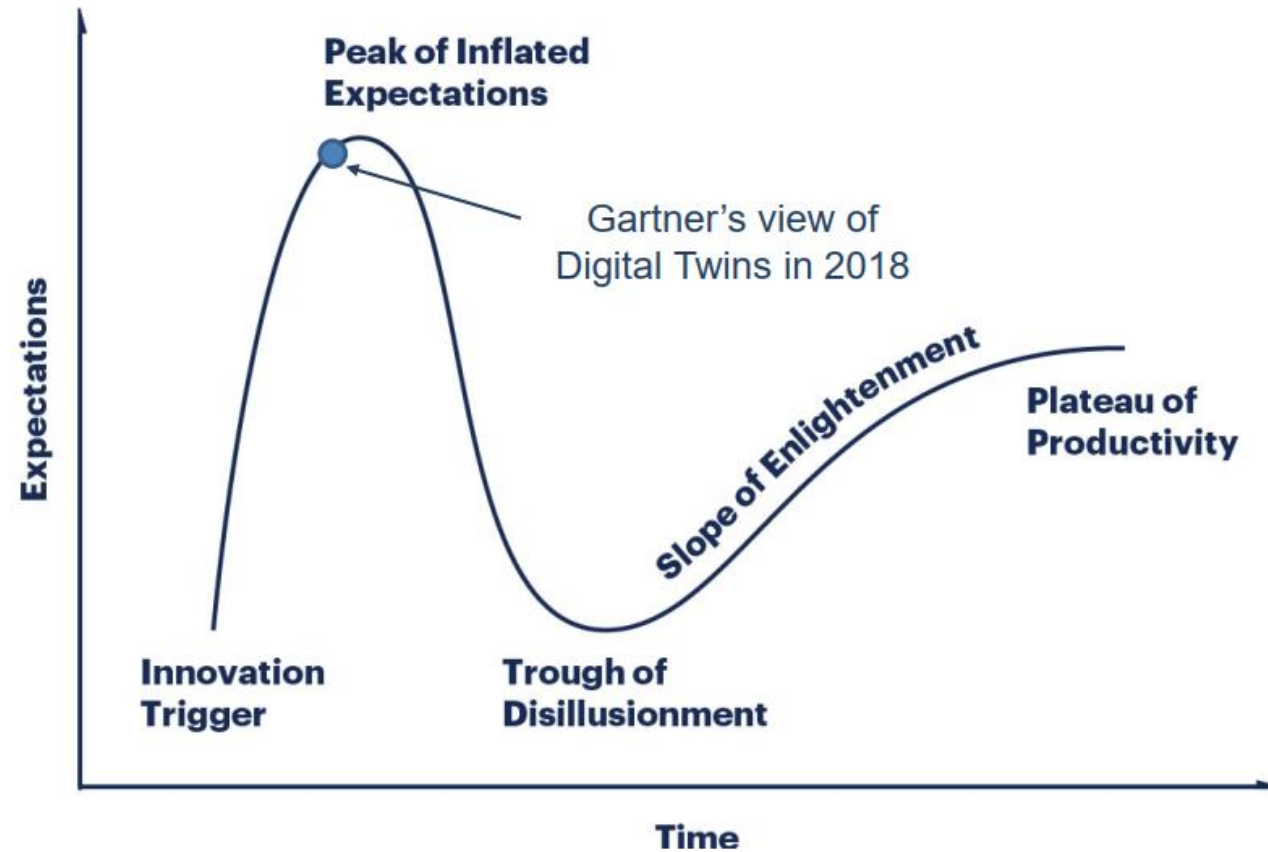 Peak of Inflated
Expectations
Gartner’s view of
Digital Twins in 2018
Expectations
Slope of Enlightenment
Plateau of
Productivity
Innovation
Trigger
Trough of
Disillusionment
Time